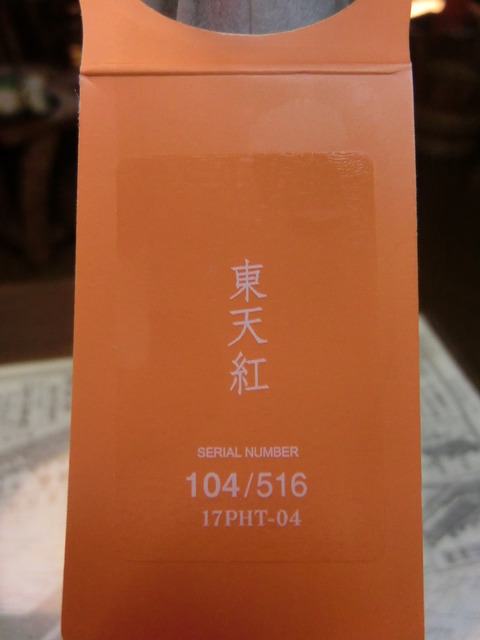 東天紅
SERIAL NUMBER
104/516
17PHT-04